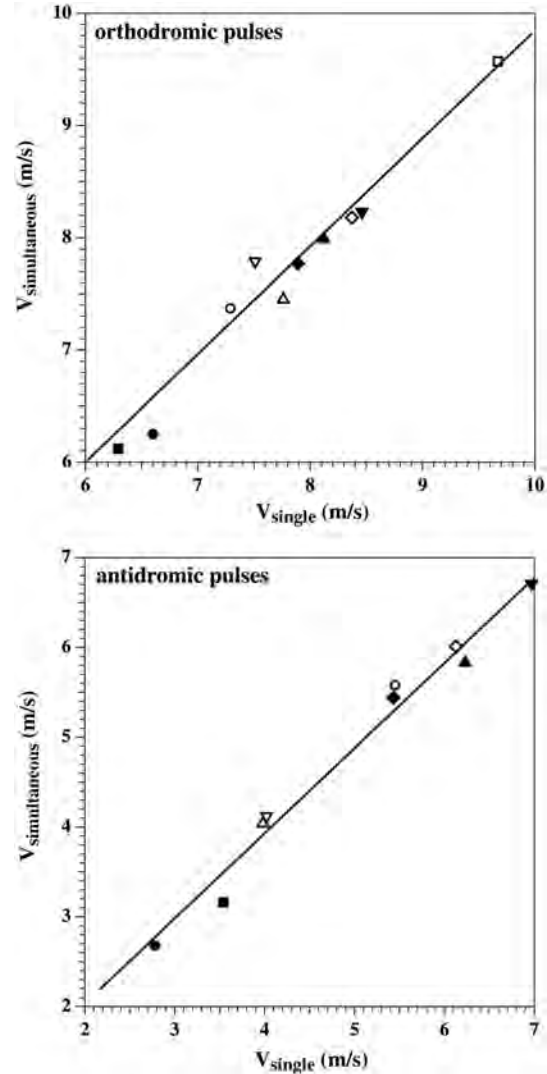 orthodromic pulses
10
9
8
7
6
V_simultaneous (m/s)
6 7 8 9 10
V_single (m/s)
antidromic pulses
7
6
5
4
3
2
V_simultaneous (m/s)
2 3 4 5 6 7
V_single (m/s)